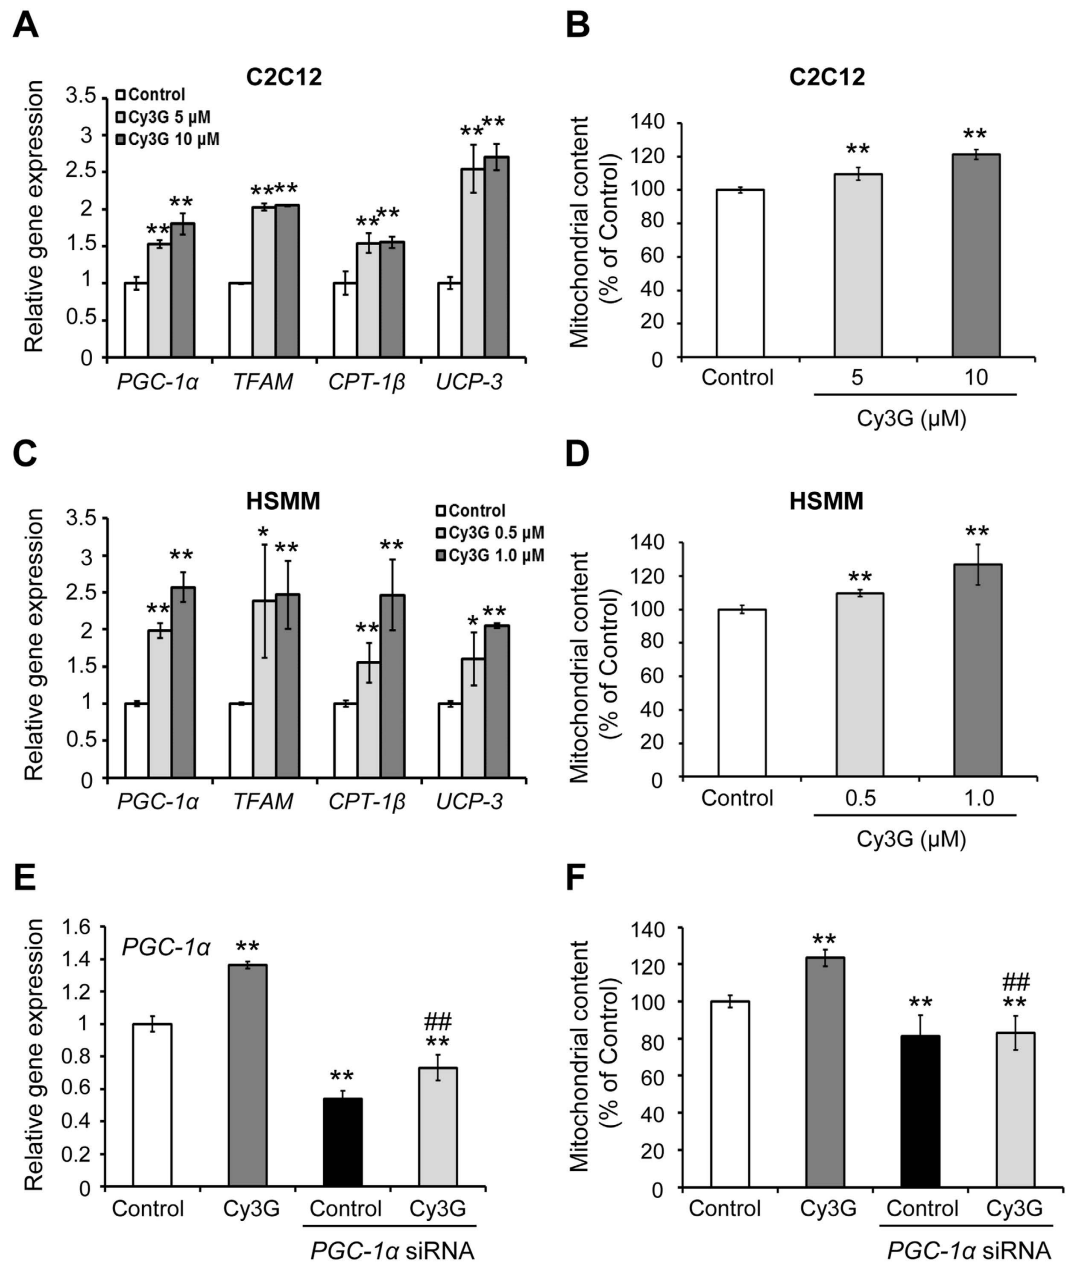 A
C2C12
Control
Cy3G 5 µM
Cy3G 10 µM
Relative gene expression
3.5
3
2.5
2
1.5
1
0.5
0
** ** ** ** ** ** ** **
PGC-1α TFAM CPT-1β UCP-3
B
C2C12
Mitochondrial content
(% of Control)
140
120
100
80
60
40
20
0
** **
Control 5 10
Cy3G (µM)
C
HSMM
Control
Cy3G 0.5 µM
Cy3G 1.0 µM
Relative gene expression
3.5
3
2.5
2
1.5
1
0.5
0
** ** * ** ** ** * **
PGC-1α TFAM CPT-1β UCP-3
D
HSMM
Mitochondrial content
(% of Control)
140
120
100
80
60
40
20
0
** **
Control 0.5 1.0
Cy3G (µM)
E
PGC-1α
Relative gene expression
1.6
1.4
1.2
1
0.8
0.6
0.4
0.2
0
##
** ** **
Control Cy3G Control Cy3G
PGC-1α siRNA
F
Mitochondrial content
(% of Control)
140
120
100
80
60
40
20
0
##
** ** **
Control Cy3G Control Cy3G
PGC-1α siRNA